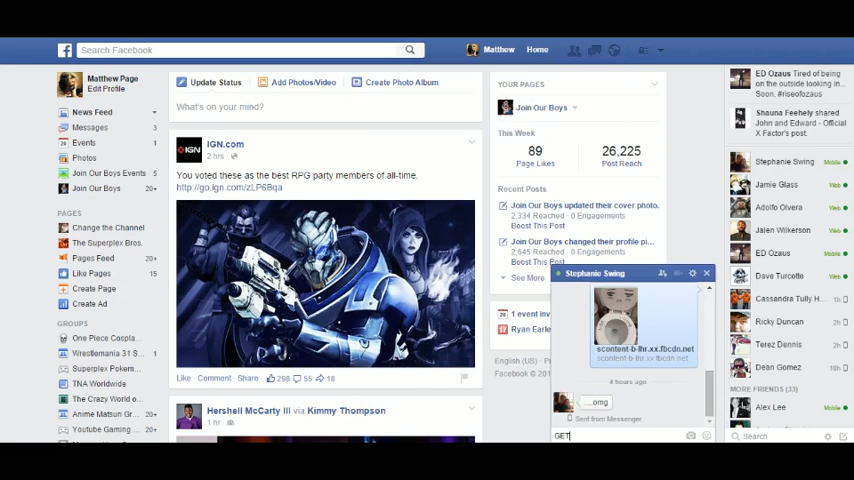 Search Facebook
Matthew
Home
Matthew Page
Edit Profile
News Feed
Messages 3
Events 1
Photos
Join Our Boys Events 5
Join Our Boys 20+
PAGES
Change the Channel
The Superplex Bros.
Pages Feed 20+
Like Pages 15
Create Page
Create Ad
GROUPS
One Piece Cospla...
Wrestlemania 31 S...
Superplex Pokem...
TNA Worldwide
The Crazy World o...
Anime Matsuri Gr...
Youtube Gaming ...
Update Status
Add Photos/Video
Create Photo Album
What's on your mind?
IGN
IGN.com
2 hrs
You voted these as the best RPG party members of all-time.
http://go.ign.com/zLP6Bqa
Like · Comment · Share · 298 55 18
Hershell McCarty III via Kimmy Thompson
1 hr
YOUR PAGES
Join Our Boys
This Week
89
Page Likes
26,225
Post Reach
Recent Posts
Join Our Boys updated their cover photo.
2,334 Reached · 0 Engagements
Boost This Post
Join Our Boys changed their profile pi...
2,645 Reached · 0 Engagements
Boost This Post
See More
1 event inv
Ryan Earle
English (US)
Facebook © 201
Stephanie Swing
scontent-b-lhr.xx.fbcdn.net
scontent-b-lhr.xx.fbcdn.net
4 hours ago
...omg
Sent from Messenger
GET
ED Ozaus Tired of being
on the outside looking in...
Soon. #riseofozaus
Shauna Feehely shared
John and Edward - Official
X Factor's post.
Stephanie Swing Mobile
Jamie Glass Web
Adolfo Olvera Web
Jalen Wilkerson Web
ED Ozaus Mobile
Dave Turcotte Web
Cassandra Tully H... 1h
Ricky Duncan 2h
Terez Dennis 2h
Dean Gomez 10h
MORE FRIENDS (33)
Alex Lee Mobile
Search